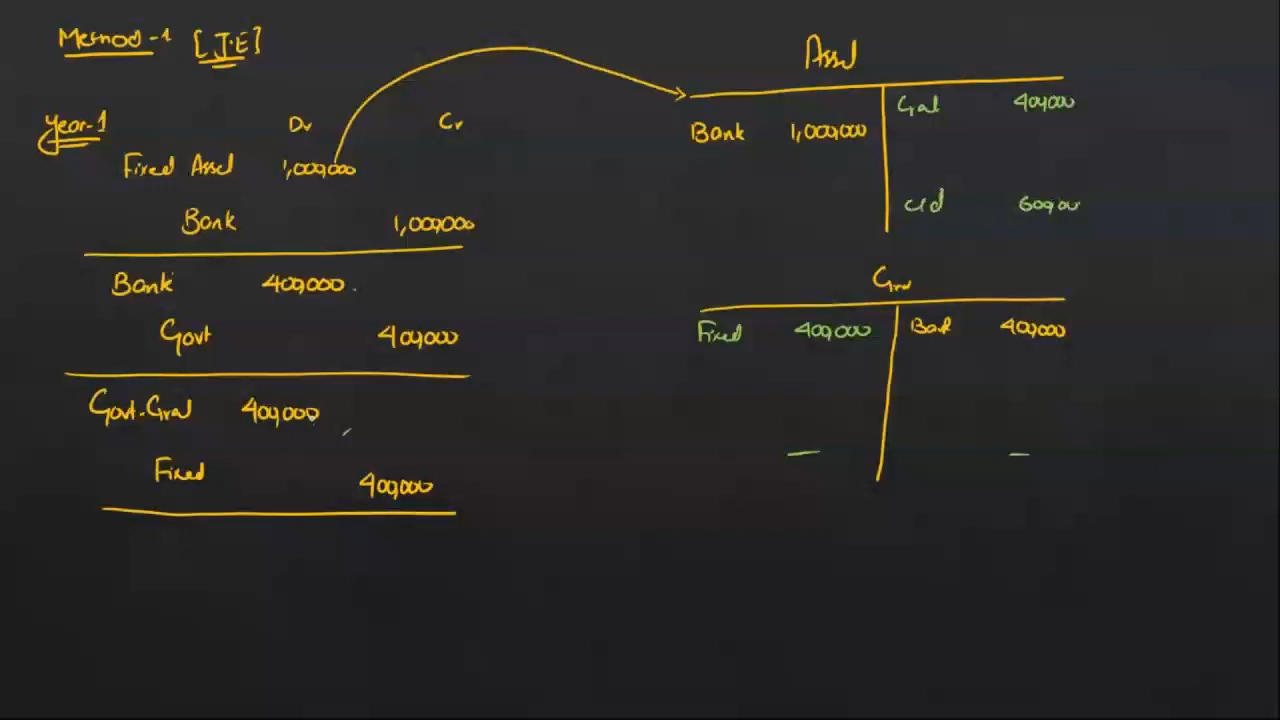 Method-1 [J.E]
Year-1
Dr Cr
Fixed Asset 1,000,000
Bank 1,000,000
Bank 400,000
Govt 400,000
Govt. Grant 400,000
Fixed 400,000
Asset
Bank 1,000,000
400,000
c/d 600,000
Fixed 400,000
Bank 400,000